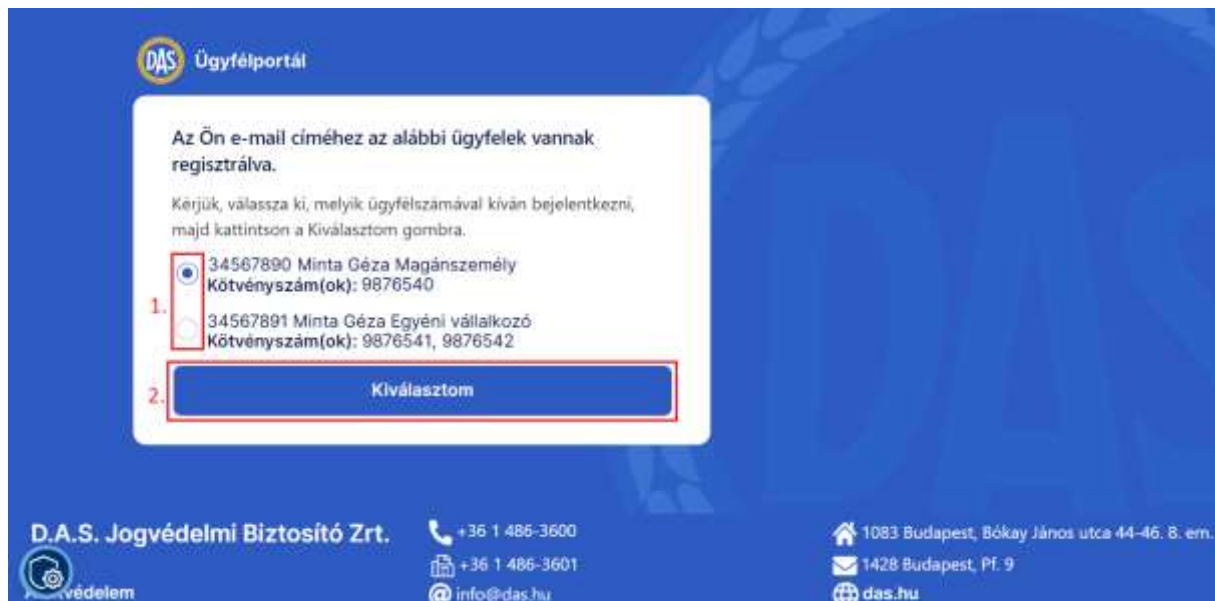 DAS Ügyfélportál
Az Ön e-mail címéhez az alábbi ügyfelek vannak
regisztrálva.
Kérjük, válassza ki, melyik ügyfélszámával kíván bejelentkezni,
majd kattintson a Kiválasztom gombra.
34567890 Minta Géza Magánszemély
Kötvényszám(ok): 9876540
1.
34567891 Minta Géza Egyéni vállalkozó
Kötvényszám(ok): 9876541, 9876542
2. Kiválasztom
DAS
D.A.S. Jogvédelmi Biztosító Zrt.
védelem
+36 1 486-3600
+36 1 486-3601
info@das.hu
1083 Budapest, Bókay János utca 44-46. 8. em.
1428 Budapest, Pf. 9
das.hu